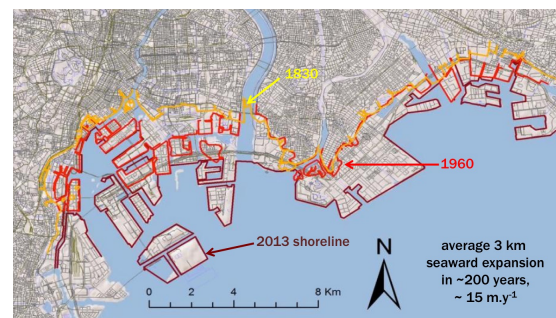 1830
1960
2013 shoreline
N
0 2 4 8 Km
average 3 km
seaward expansion
in ~200 years,
~ 15 m.y-1